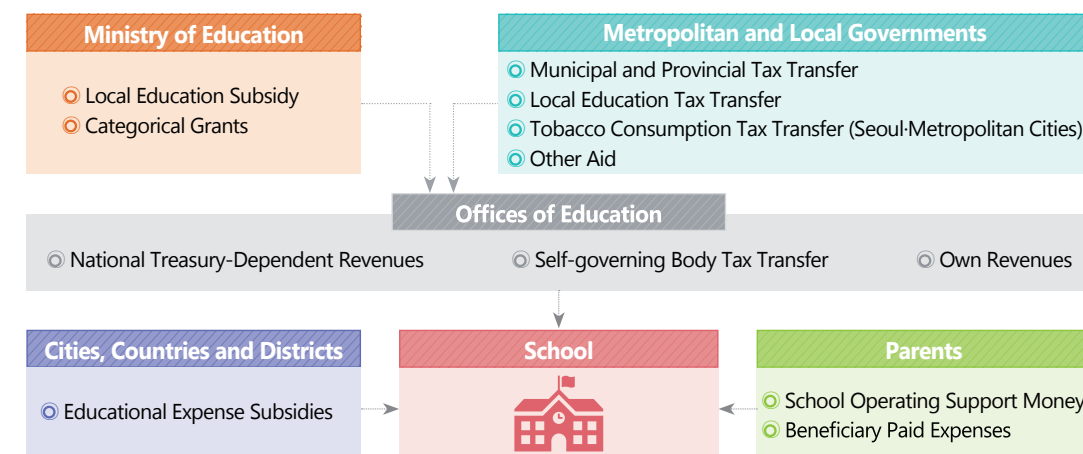 Ministry of Education
Local Education Subsidy
Categorical Grants
Metropolitan and Local Governments
Municipal and Provincial Tax Transfer
Local Education Tax Transfer
Tobacco Consumption Tax Transfer (Seoul·Metropolitan Cities)
Other Aid
Offices of Education
National Treasury-Dependent Revenues
Self-governing Body Tax Transfer
Own Revenues
Cities, Countries and Districts
Educational Expense Subsidies
School
Parents
School Operating Support Money
Beneficiary Paid Expenses